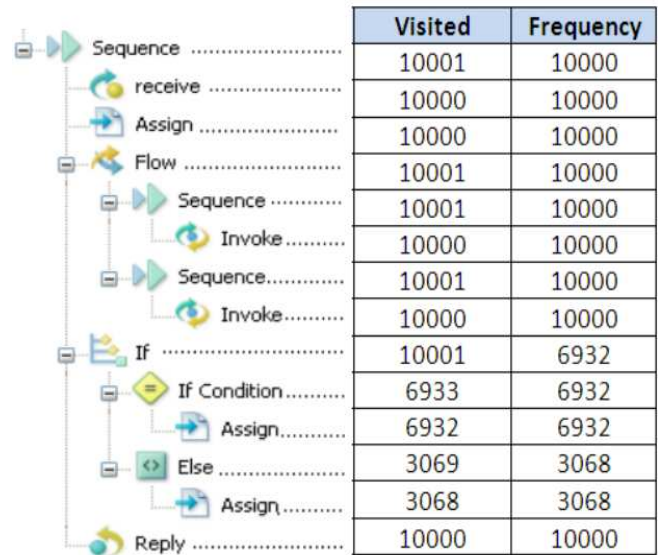 Visited Frequency
Sequence ........................ 10001 10000
receive ..................... 10000 10000
Assign ...................... 10000 10000
Flow ......................... 10001 10000
Sequence ............ 10001 10000
Invoke.......... 10000 10000
Sequence............. 10001 10000
Invoke.......... 10000 10000
If ............................. 10001 6932
= If Condition.......... 6933 6932
Assign........... 6932 6932
<> Else ..................... 3069 3068
Assign........... 3068 3068
Reply ........................ 10000 10000